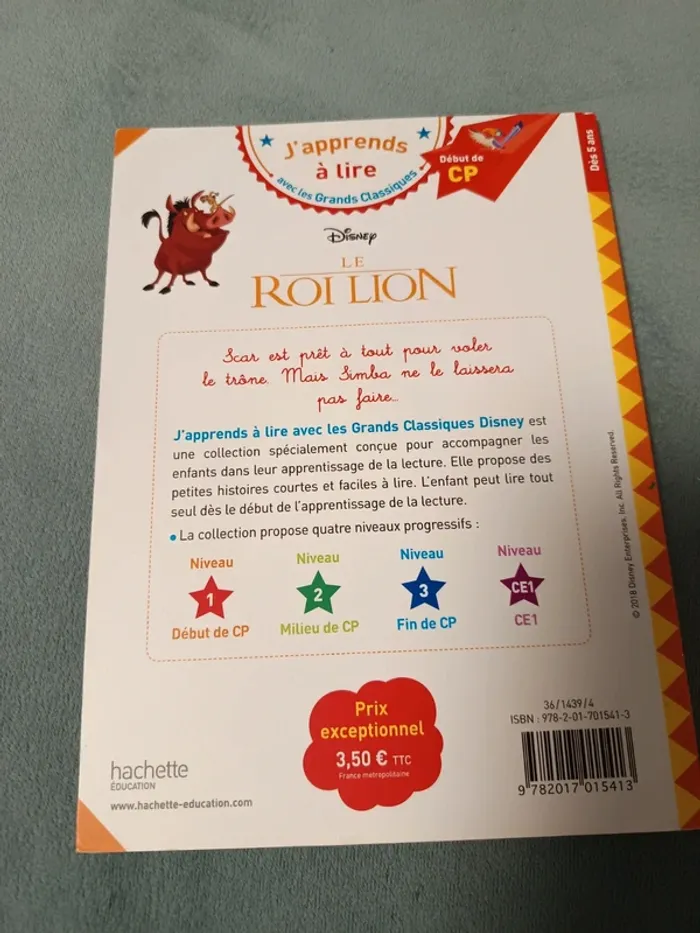 J'apprends
à lire
avec les Grands Classiques
Début de
CP
Dès 5 ans
Disney
LE
ROI LION
Scar est prêt à tout pour voler
le trône. Mais Simba ne le laissera
pas faire...
J'apprends à lire avec les Grands Classiques Disney est
une collection spécialement conçue pour accompagner les
enfants dans leur apprentissage de la lecture. Elle propose des
petites histoires courtes et faciles à lire. L'enfant peut lire tout
seul dès le début de l'apprentissage de la lecture.
• La collection propose quatre niveaux progressifs :
Niveau
1
Début de CP
Niveau
2
Milieu de CP
Niveau
3
Fin de CP
Niveau
CE1
CE1
© 2018 Disney Enterprises, Inc. All Rights Reserved.
Prix
exceptionnel
3,50 € TTC
France métropolitaine
hachette
ÉDUCATION
www.hachette-education.com
36/1439/4
ISBN : 978-2-01-701541-3
9 782017 015413